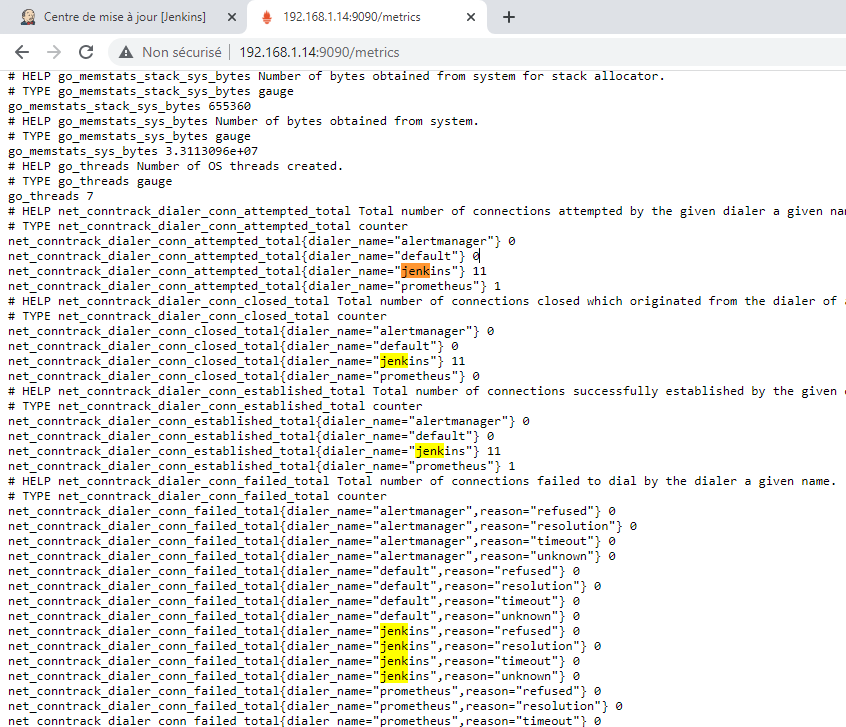 Centre de mise à jour [Jenkins]
192.168.1.14:9090/metrics
Non sécurisé
192.168.1.14:9090/metrics
# HELP go_memstats_stack_sys_bytes Number of bytes obtained from system for stack allocator.
# TYPE go_memstats_stack_sys_bytes gauge
go_memstats_stack_sys_bytes 655360
# HELP go_memstats_sys_bytes Number of bytes obtained from system.
# TYPE go_memstats_sys_bytes gauge
go_memstats_sys_bytes 3.3113096e+07
# HELP go_threads Number of OS threads created.
# TYPE go_threads gauge
go_threads 7
# HELP net_conntrack_dialer_conn_attempted_total Total number of connections attempted by the given dialer a given
# TYPE net_conntrack_dialer_conn_attempted_total counter
net_conntrack_dialer_conn_attempted_total{dialer_name="alertmanager"} 0
net_conntrack_dialer_conn_attempted_total{dialer_name="default"} 0
net_conntrack_dialer_conn_attempted_total{dialer_name="jenkins"} 11
net_conntrack_dialer_conn_attempted_total{dialer_name="prometheus"} 1
# HELP net_conntrack_dialer_conn_closed_total Total number of connections closed which originated from the dialer of
# TYPE net_conntrack_dialer_conn_closed_total counter
net_conntrack_dialer_conn_closed_total{dialer_name="alertmanager"} 0
net_conntrack_dialer_conn_closed_total{dialer_name="default"} 0
net_conntrack_dialer_conn_closed_total{dialer_name="jenkins"} 11
net_conntrack_dialer_conn_closed_total{dialer_name="prometheus"} 0
# HELP net_conntrack_dialer_conn_established_total Total number of connections successfully established by the given
# TYPE net_conntrack_dialer_conn_established_total counter
net_conntrack_dialer_conn_established_total{dialer_name="alertmanager"} 0
net_conntrack_dialer_conn_established_total{dialer_name="default"} 0
net_conntrack_dialer_conn_established_total{dialer_name="jenkins"} 11
net_conntrack_dialer_conn_established_total{dialer_name="prometheus"} 1
# HELP net_conntrack_dialer_conn_failed_total Total number of connections failed to dial by the dialer a given name.
# TYPE net_conntrack_dialer_conn_failed_total counter
net_conntrack_dialer_conn_failed_total{dialer_name="alertmanager",reason="refused"} 0
net_conntrack_dialer_conn_failed_total{dialer_name="alertmanager",reason="resolution"} 0
net_conntrack_dialer_conn_failed_total{dialer_name="alertmanager",reason="timeout"} 0
net_conntrack_dialer_conn_failed_total{dialer_name="alertmanager",reason="unknown"} 0
net_conntrack_dialer_conn_failed_total{dialer_name="default",reason="refused"} 0
net_conntrack_dialer_conn_failed_total{dialer_name="default",reason="resolution"} 0
net_conntrack_dialer_conn_failed_total{dialer_name="default",reason="timeout"} 0
net_conntrack_dialer_conn_failed_total{dialer_name="default",reason="unknown"} 0
net_conntrack_dialer_conn_failed_total{dialer_name="jenkins",reason="refused"} 0
net_conntrack_dialer_conn_failed_total{dialer_name="jenkins",reason="resolution"} 0
net_conntrack_dialer_conn_failed_total{dialer_name="jenkins",reason="timeout"} 0
net_conntrack_dialer_conn_failed_total{dialer_name="jenkins",reason="unknown"} 0
net_conntrack_dialer_conn_failed_total{dialer_name="prometheus",reason="refused"} 0
net_conntrack_dialer_conn_failed_total{dialer_name="prometheus",reason="resolution"} 0
net_conntrack_dialer_conn_failed_total{dialer_name="prometheus",reason="timeout"} 0